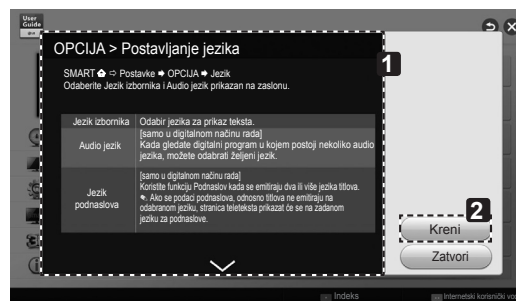 User
Guide
OPCIJA > Postavljanje jezika
1
SMART ⇨ Postavke ➡ OPCIJA ➡ Jezik
Odaberite Jezik izbornika i Audio jezik prikazan na zaslonu.
Jezik izbornika
Odabir jezika za prikaz teksta.
Audio jezik
[samo u digitalnom načinu rada]
Kada gledate digitalni program u kojem postoji nekoliko audio
jezika, možete odabrati željeni jezik.
Jezik
podnaslova
[samo u digitalnom načinu rada]
Koristite funkciju Podnaslov kada se emitiraju dva ili više jezika titlova.
Ako se podaci podnaslova, odnosno titlova ne emitiraju na
odabranom jeziku, stranica teleteksta prikazat će se na zadanom
jeziku za podnaslove.
2
Kreni
Zatvori
Indeks
Internetski korisnički